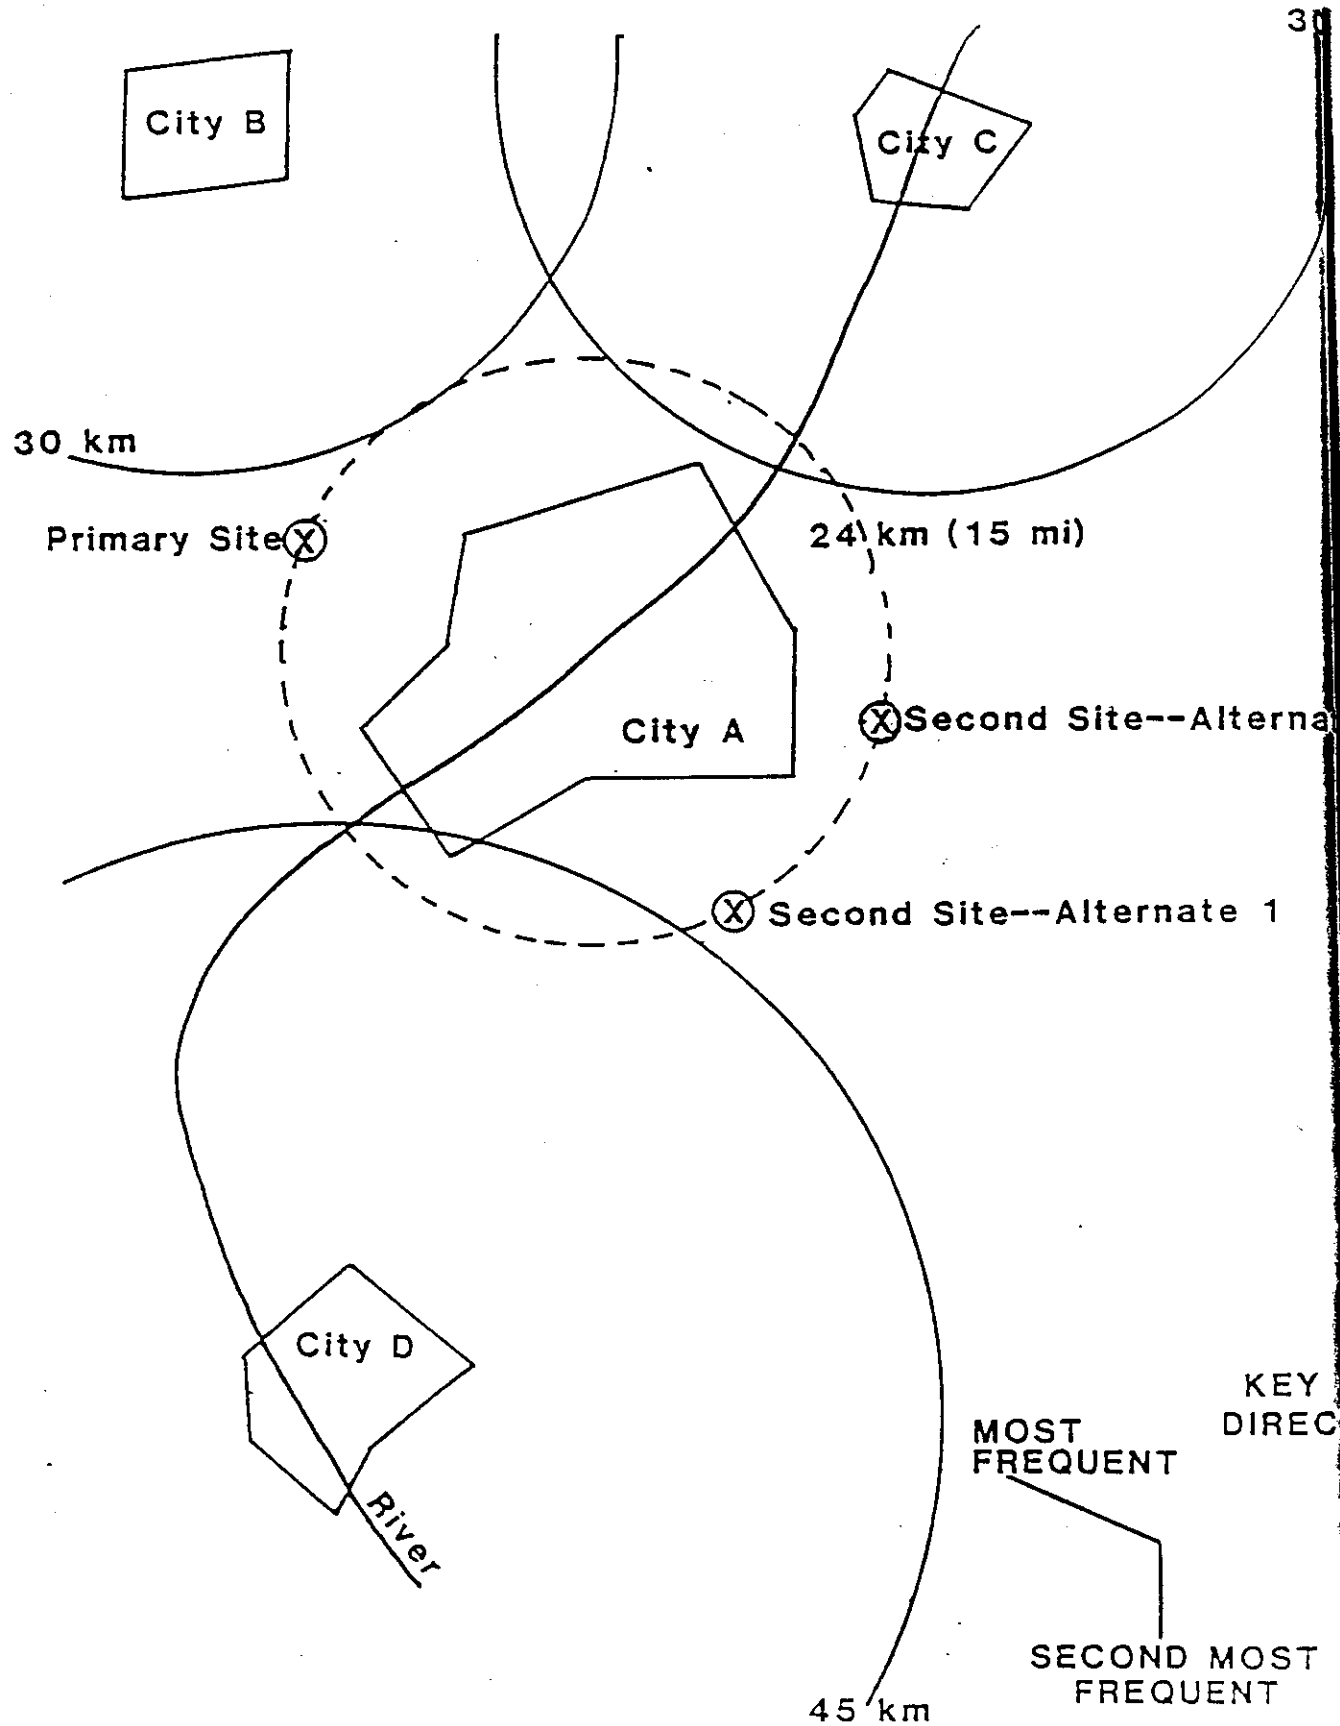 30
City B
City C
30 km
Primary Site
24 km (15 mi)
City A
Second Site--Alterna
Second Site--Alternate 1
City D
River
KEY
DIREC
MOST
FREQUENT
SECOND MOST
FREQUENT
45 km